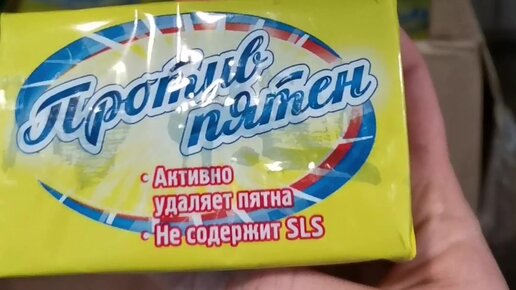 Против
пятен
• Активно
удаляет пятна
• Не содержит SLS